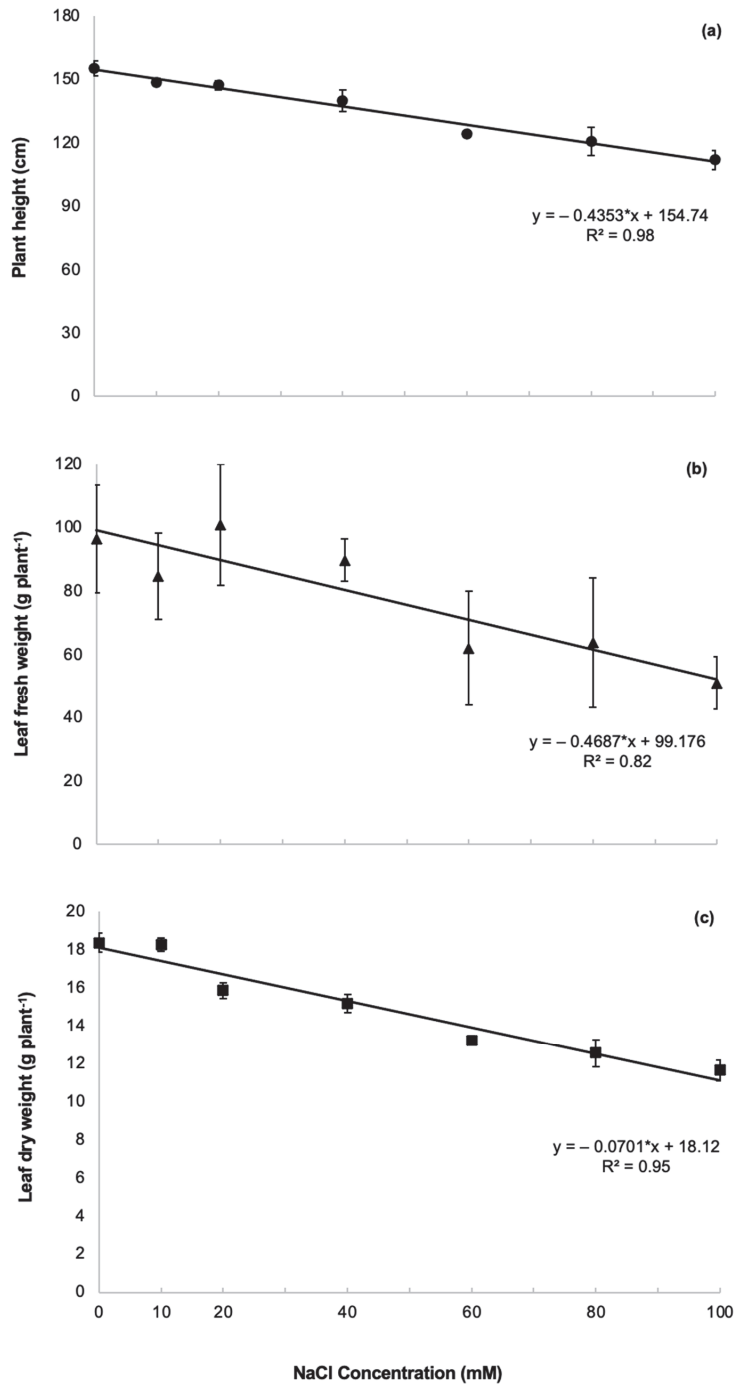 180
(a)
150
120
90
60
30
0
Plant height (cm)
y = – 0.4353*x + 154.74
R² = 0.98
120
(b)
100
80
60
40
20
0
Leaf fresh weight (g plant⁻¹)
y = – 0.4687*x + 99.176
R² = 0.82
20
(c)
18
16
14
12
10
8
6
4
2
0
Leaf dry weight (g plant⁻¹)
y = – 0.0701*x + 18.12
R² = 0.95
0 10 20 40 60 80 100
NaCl Concentration (mM)